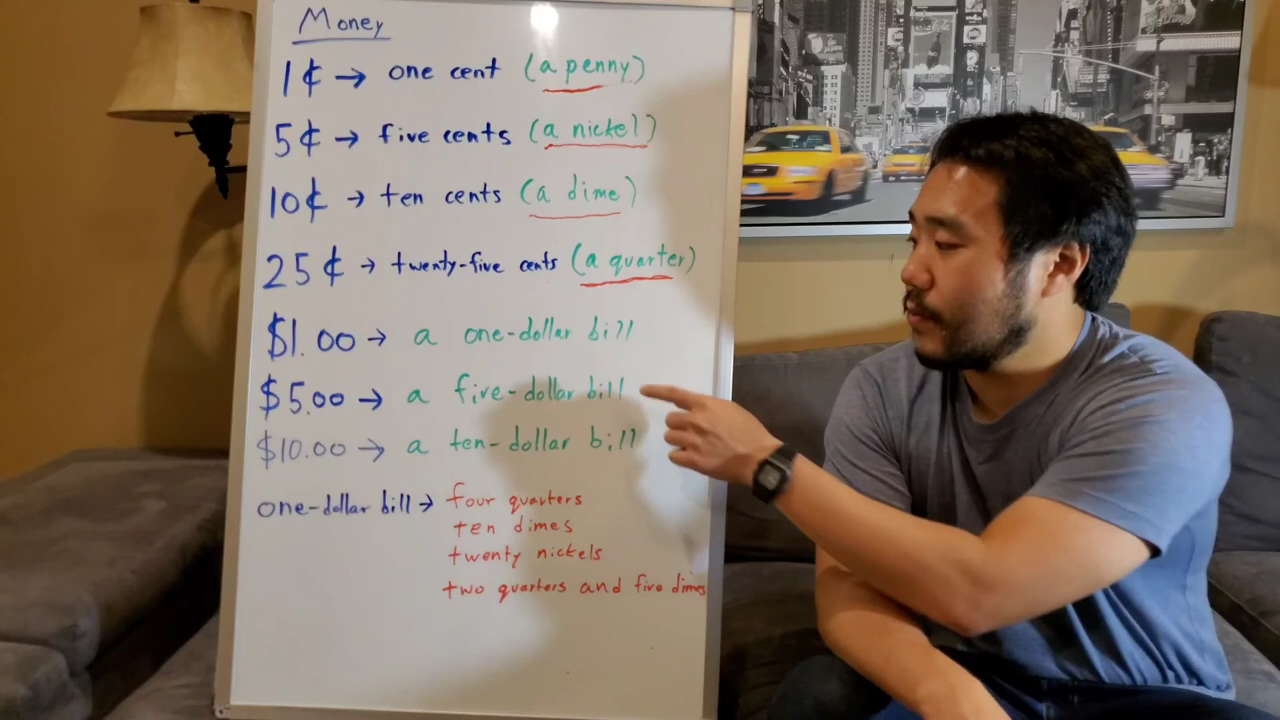 Money
1¢ → one cent (a penny)
5¢ → five cents (a nickel)
10¢ → ten cents (a dime)
25¢ → twenty-five cents (a quarter)
$1.00 → a one-dollar bill
$5.00 → a five-dollar bill
$10.00 → a ten-dollar bill
one-dollar bill → four quarters
ten dimes
twenty nickels
two quarters and five dimes